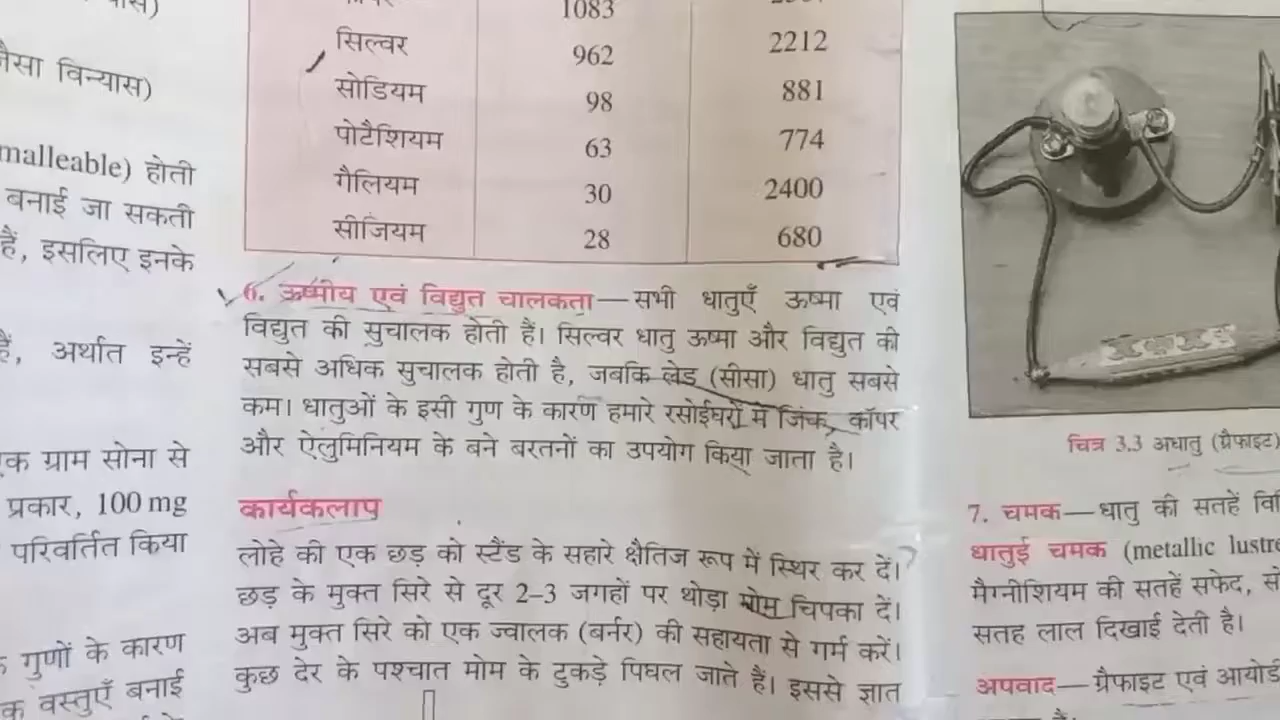 जैसा विन्यास)
malleable) होती
बनाई जा सकती
हैं, इसलिए इनके
हैं, अर्थात इन्हें
एक ग्राम सोना से
प्रकार, 100 mg
परिवर्तित किया
गुणों के कारण
वस्तुएँ बनाई
1083
सिल्वर 962 2212
सोडियम 98 881
पोटैशियम 63 774
गैलियम 30 2400
सीजियम 28 680
6. ऊष्मीय एवं विद्युत चालकता—सभी धातुएँ ऊष्मा एवं
विद्युत की सुचालक होती हैं। सिल्वर धातु ऊष्मा और विद्युत की
सबसे अधिक सुचालक होती है, जबकि लेड (सीसा) धातु सबसे
कम। धातुओं के इसी गुण के कारण हमारे रसोईघरों में जिंक, कॉपर
और ऐलुमिनियम के बने बरतनों का उपयोग किया जाता है।
कार्यकलाप
लोहे की एक छड़ को स्टैंड के सहारे क्षैतिज रूप में स्थिर कर दें।
छड़ के मुक्त सिरे से दूर 2–3 जगहों पर थोड़ा मोम चिपका दें।
अब मुक्त सिरे को एक ज्वालक (बर्नर) की सहायता से गर्म करें।
कुछ देर के पश्चात मोम के टुकड़े पिघल जाते हैं। इससे ज्ञात
चित्र 3.3 अधातु (ग्रैफाइट)
7. चमक—धातु की सतहें
धातुई चमक (metallic lustre
मैग्नीशियम की सतहें सफेद,
सतह लाल दिखाई देती है।
अपवाद—ग्रैफाइट एवं